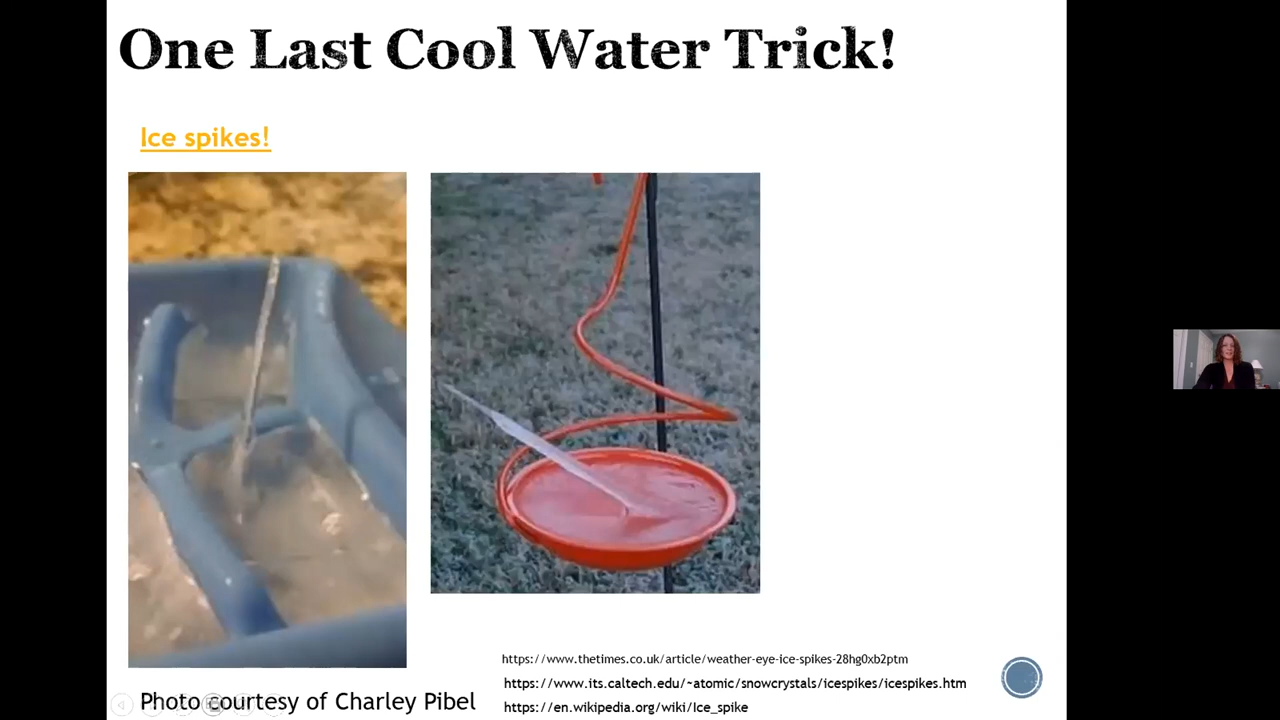 One Last Cool Water Trick!
Ice spikes!
https://www.thetimes.co.uk/article/weather-eye-ice-spikes-28hg0xb2ptm
https://www.its.caltech.edu/~atomic/snowcrystals/icespikes/icespikes.htm
Photo courtesy of Charley Pibel
https://en.wikipedia.org/wiki/Ice_spike